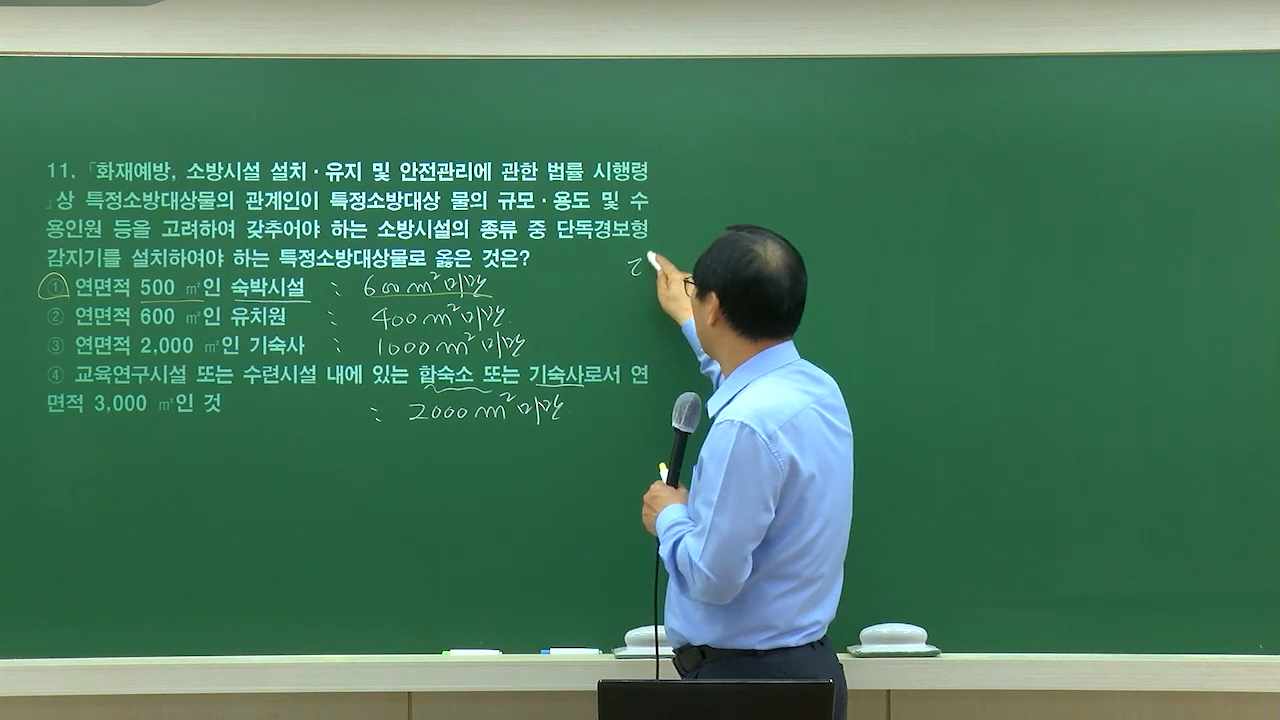 11. 「화재예방, 소방시설 설치·유지 및 안전관리에 관한 법률 시행령
」상 특정소방대상물의 관계인이 특정소방대상 물의 규모·용도 및 수
용인원 등을 고려하여 갖추어야 하는 소방시설의 종류 중 단독경보형
감지기를 설치하여야 하는 특정소방대상물로 옳은 것은?
① 연면적 500 ㎡인 숙박시설 : 600m² 미만
② 연면적 600 ㎡인 유치원 : 400m² 미만
③ 연면적 2,000 ㎡인 기숙사 : 1000m² 미만
④ 교육연구시설 또는 수련시설 내에 있는 합숙소 또는 기숙사로서 연
면적 3,000 ㎡인 것 : 2000m² 미만